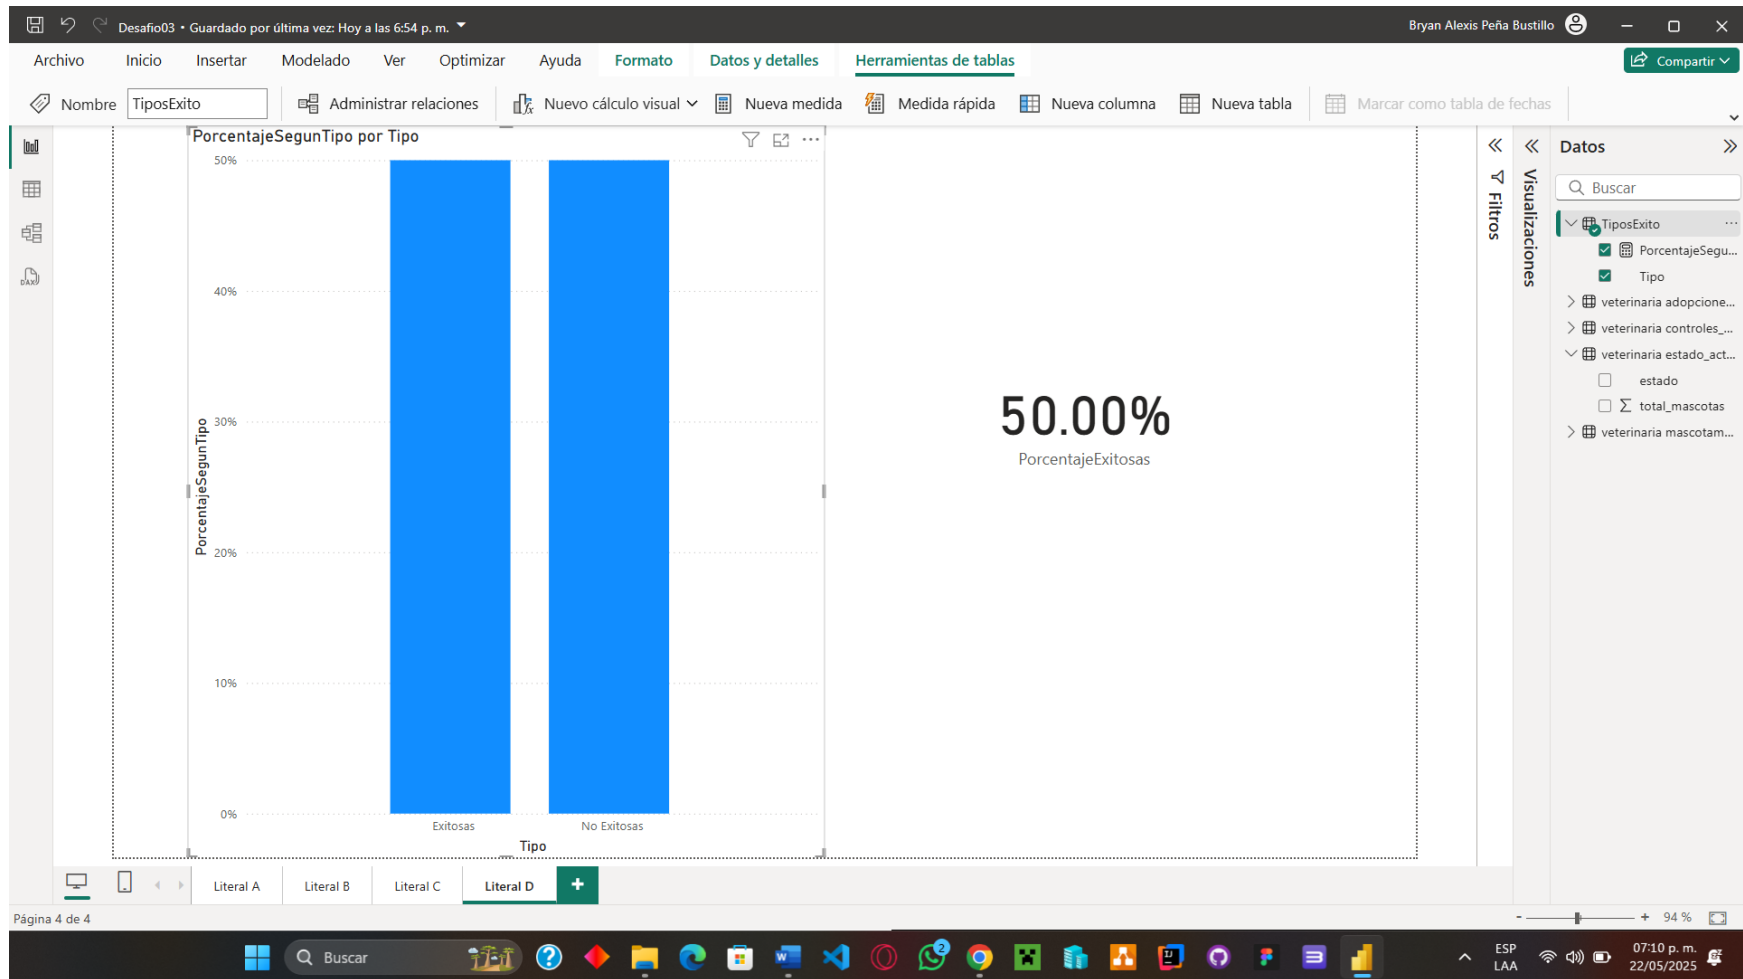 Desafio03 • Guardado por última vez: Hoy a las 6:54 p. m.
Bryan Alexis Peña Bustillo
Archivo Inicio Insertar Modelado Ver Optimizar Ayuda Formato Datos y detalles Herramientas de tablas
Compartir
Nombre TiposExito Administrar relaciones Nuevo cálculo visual Nueva medida Medida rápida Nueva columna Nueva tabla Marcar como tabla de fechas
PorcentajeSegunTipo por Tipo
50%
40%
30%
20%
10%
0%
PorcentajeSegunTipo
Exitosas No Exitosas
Tipo
50.00%
PorcentajeExitosas
Filtros
Visualizaciones
Datos
Buscar
TiposExito
PorcentajeSegu...
Tipo
veterinaria adopcione...
veterinaria controles_...
veterinaria estado_act...
estado
total_mascotas
veterinaria mascotam...
DAX
Literal A Literal B Literal C Literal D
Página 4 de 4
94 %
Buscar
2
ESP
LAA
07:10 p. m.
22/05/2025